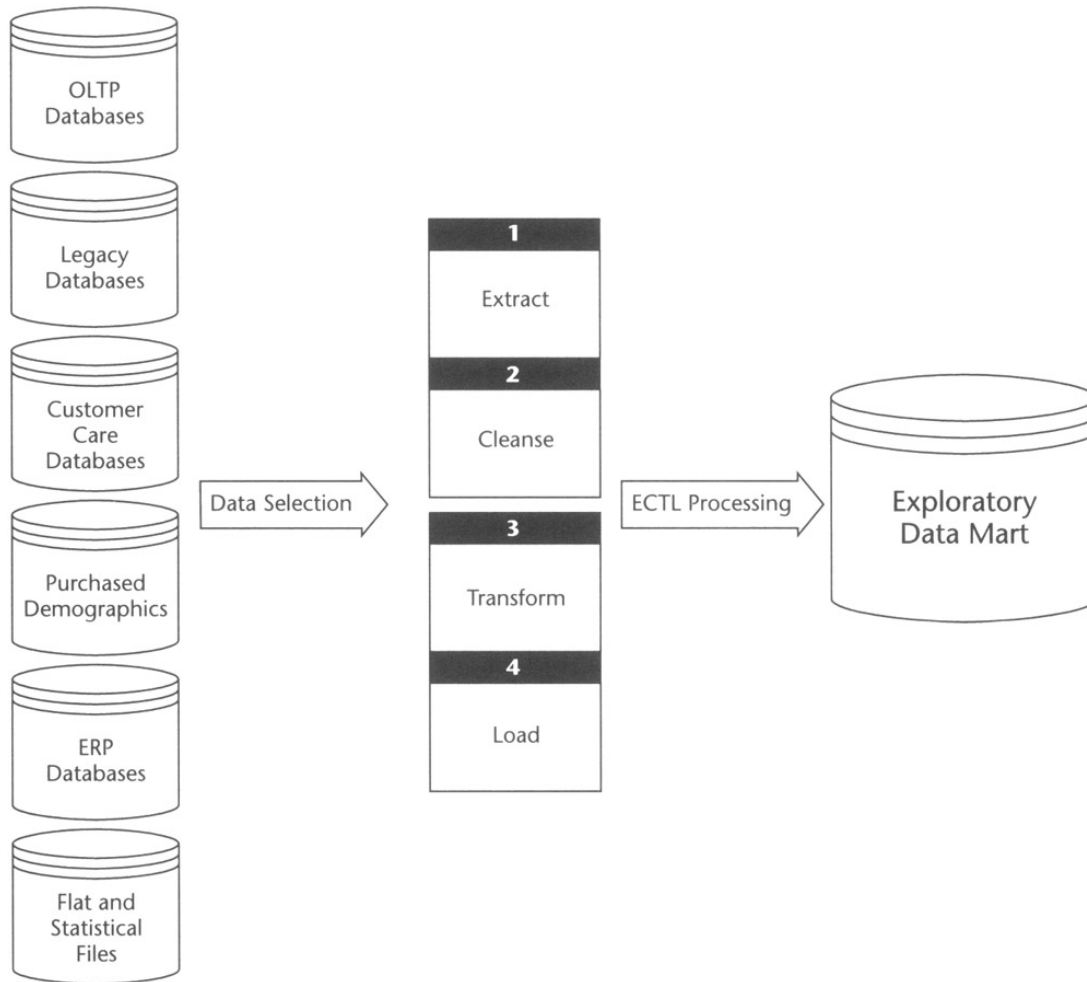 OLTP
Databases
Legacy
Databases
Customer
Care
Databases
Purchased
Demographics
ERP
Databases
Flat and
Statistical
Files
Data Selection
1
Extract
2
Cleanse
3
Transform
4
Load
ECTL Processing
Exploratory
Data Mart